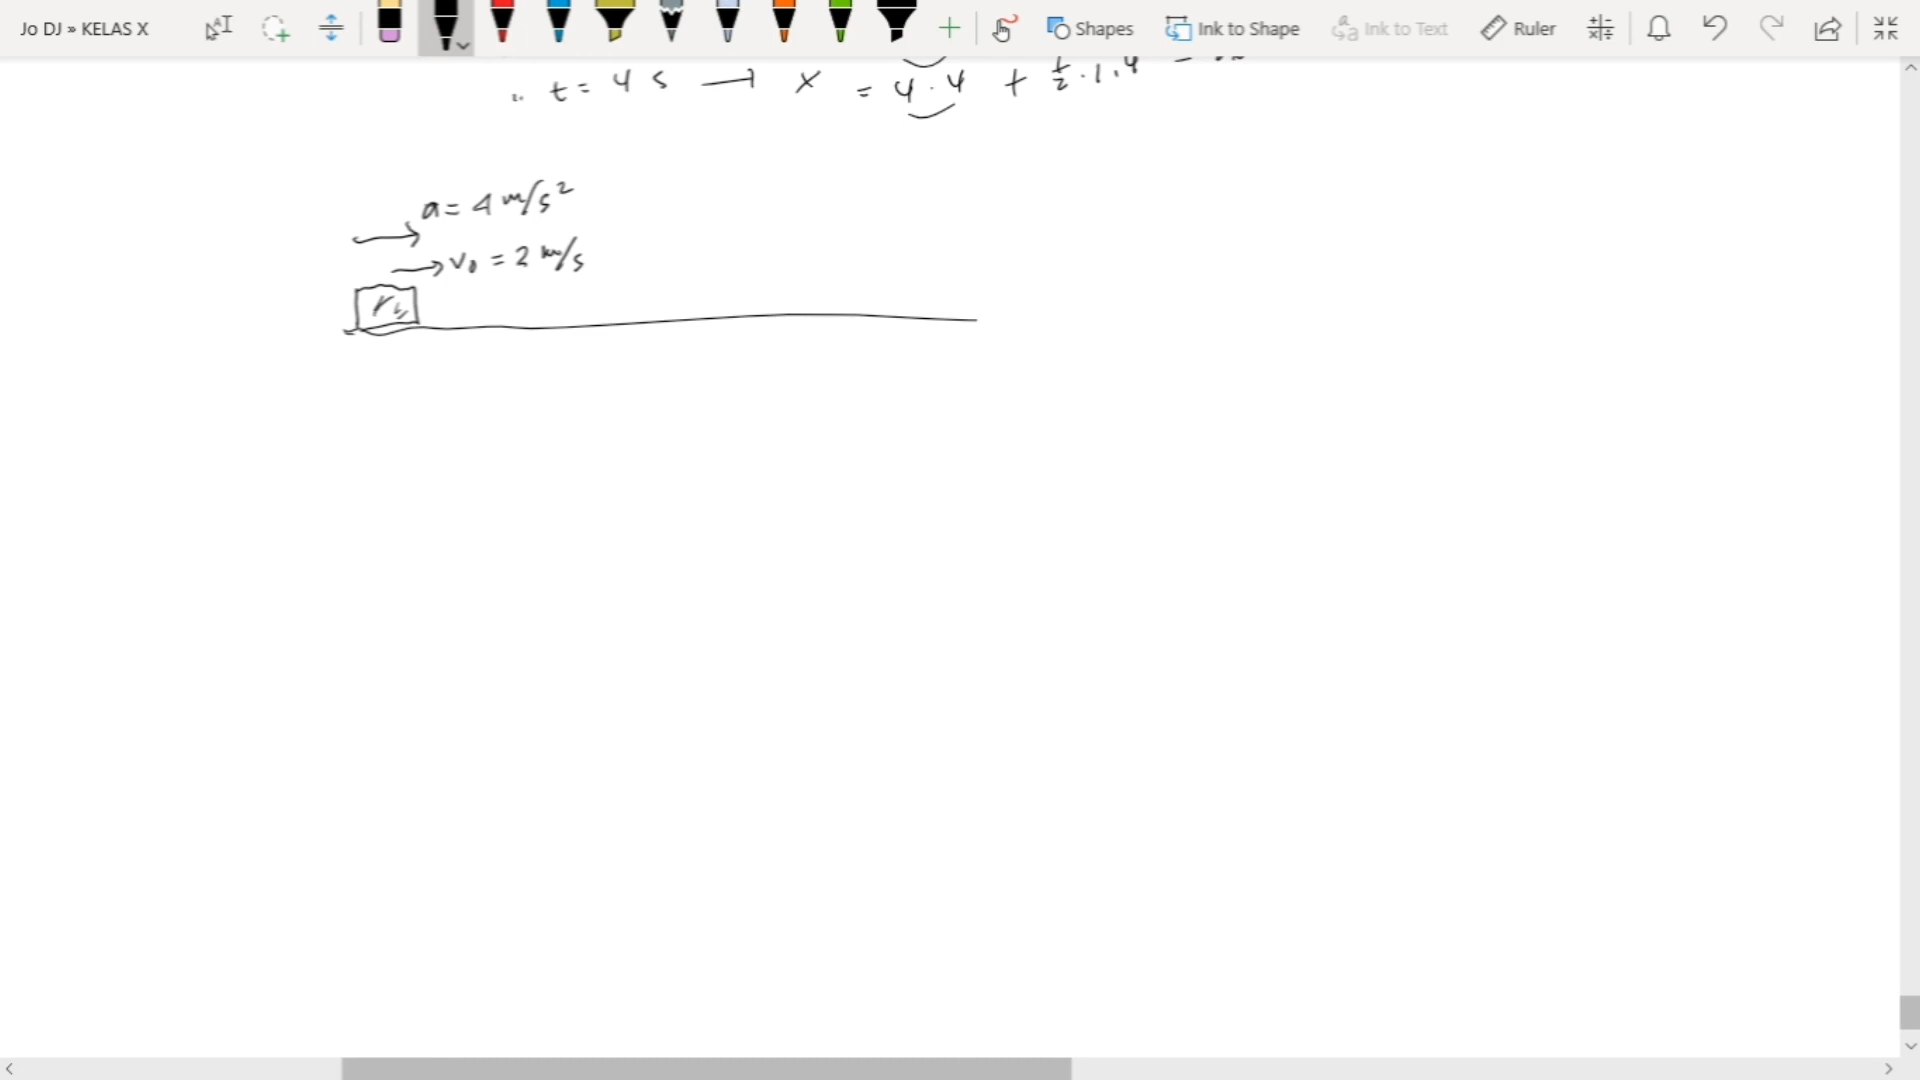 Jo DJ » KELAS X
Shapes
Ink to Shape
Ink to Text
Ruler
t = 4 s → x = 4 . 4 + 1/2 . 1 . 4
a = 4 m/s²
v₀ = 2 m/s